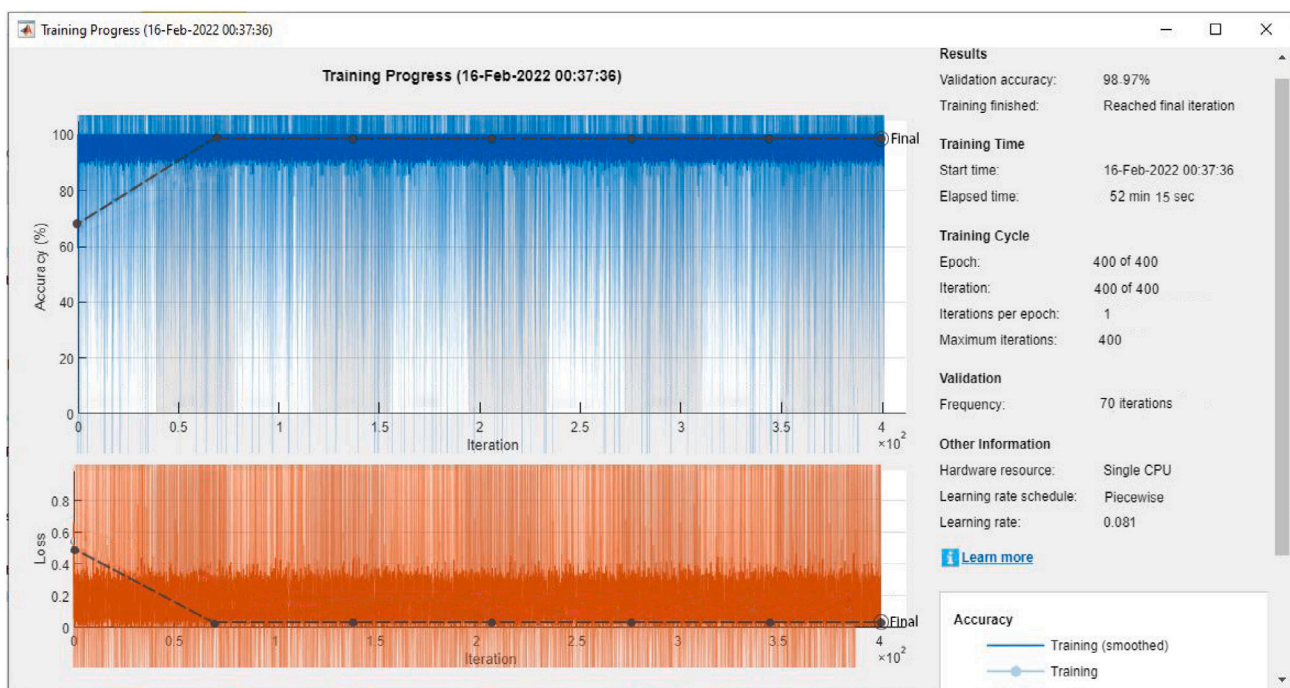 Training Progress (16-Feb-2022 00:37:36)
Training Progress (16-Feb-2022 00:37:36)
Accuracy (%)
100
80
60
40
20
0
0 0.5 1 1.5 2 2.5 3 3.5 4
×10²
Iteration
Final
Loss
0.8
0.6
0.4
0.2
0
0 0.5 1 1.5 2 2.5 3 3.5 4
×10²
Iteration
Final
Results
Validation accuracy: 98.97%
Training finished: Reached final iteration
Training Time
Start time: 16-Feb-2022 00:37:36
Elapsed time: 52 min 15 sec
Training Cycle
Epoch: 400 of 400
Iteration: 400 of 400
Iterations per epoch: 1
Maximum iterations: 400
Validation
Frequency: 70 iterations
Other Information
Hardware resource: Single CPU
Learning rate schedule: Piecewise
Learning rate: 0.081
i Learn more
Accuracy
Training (smoothed)
Training